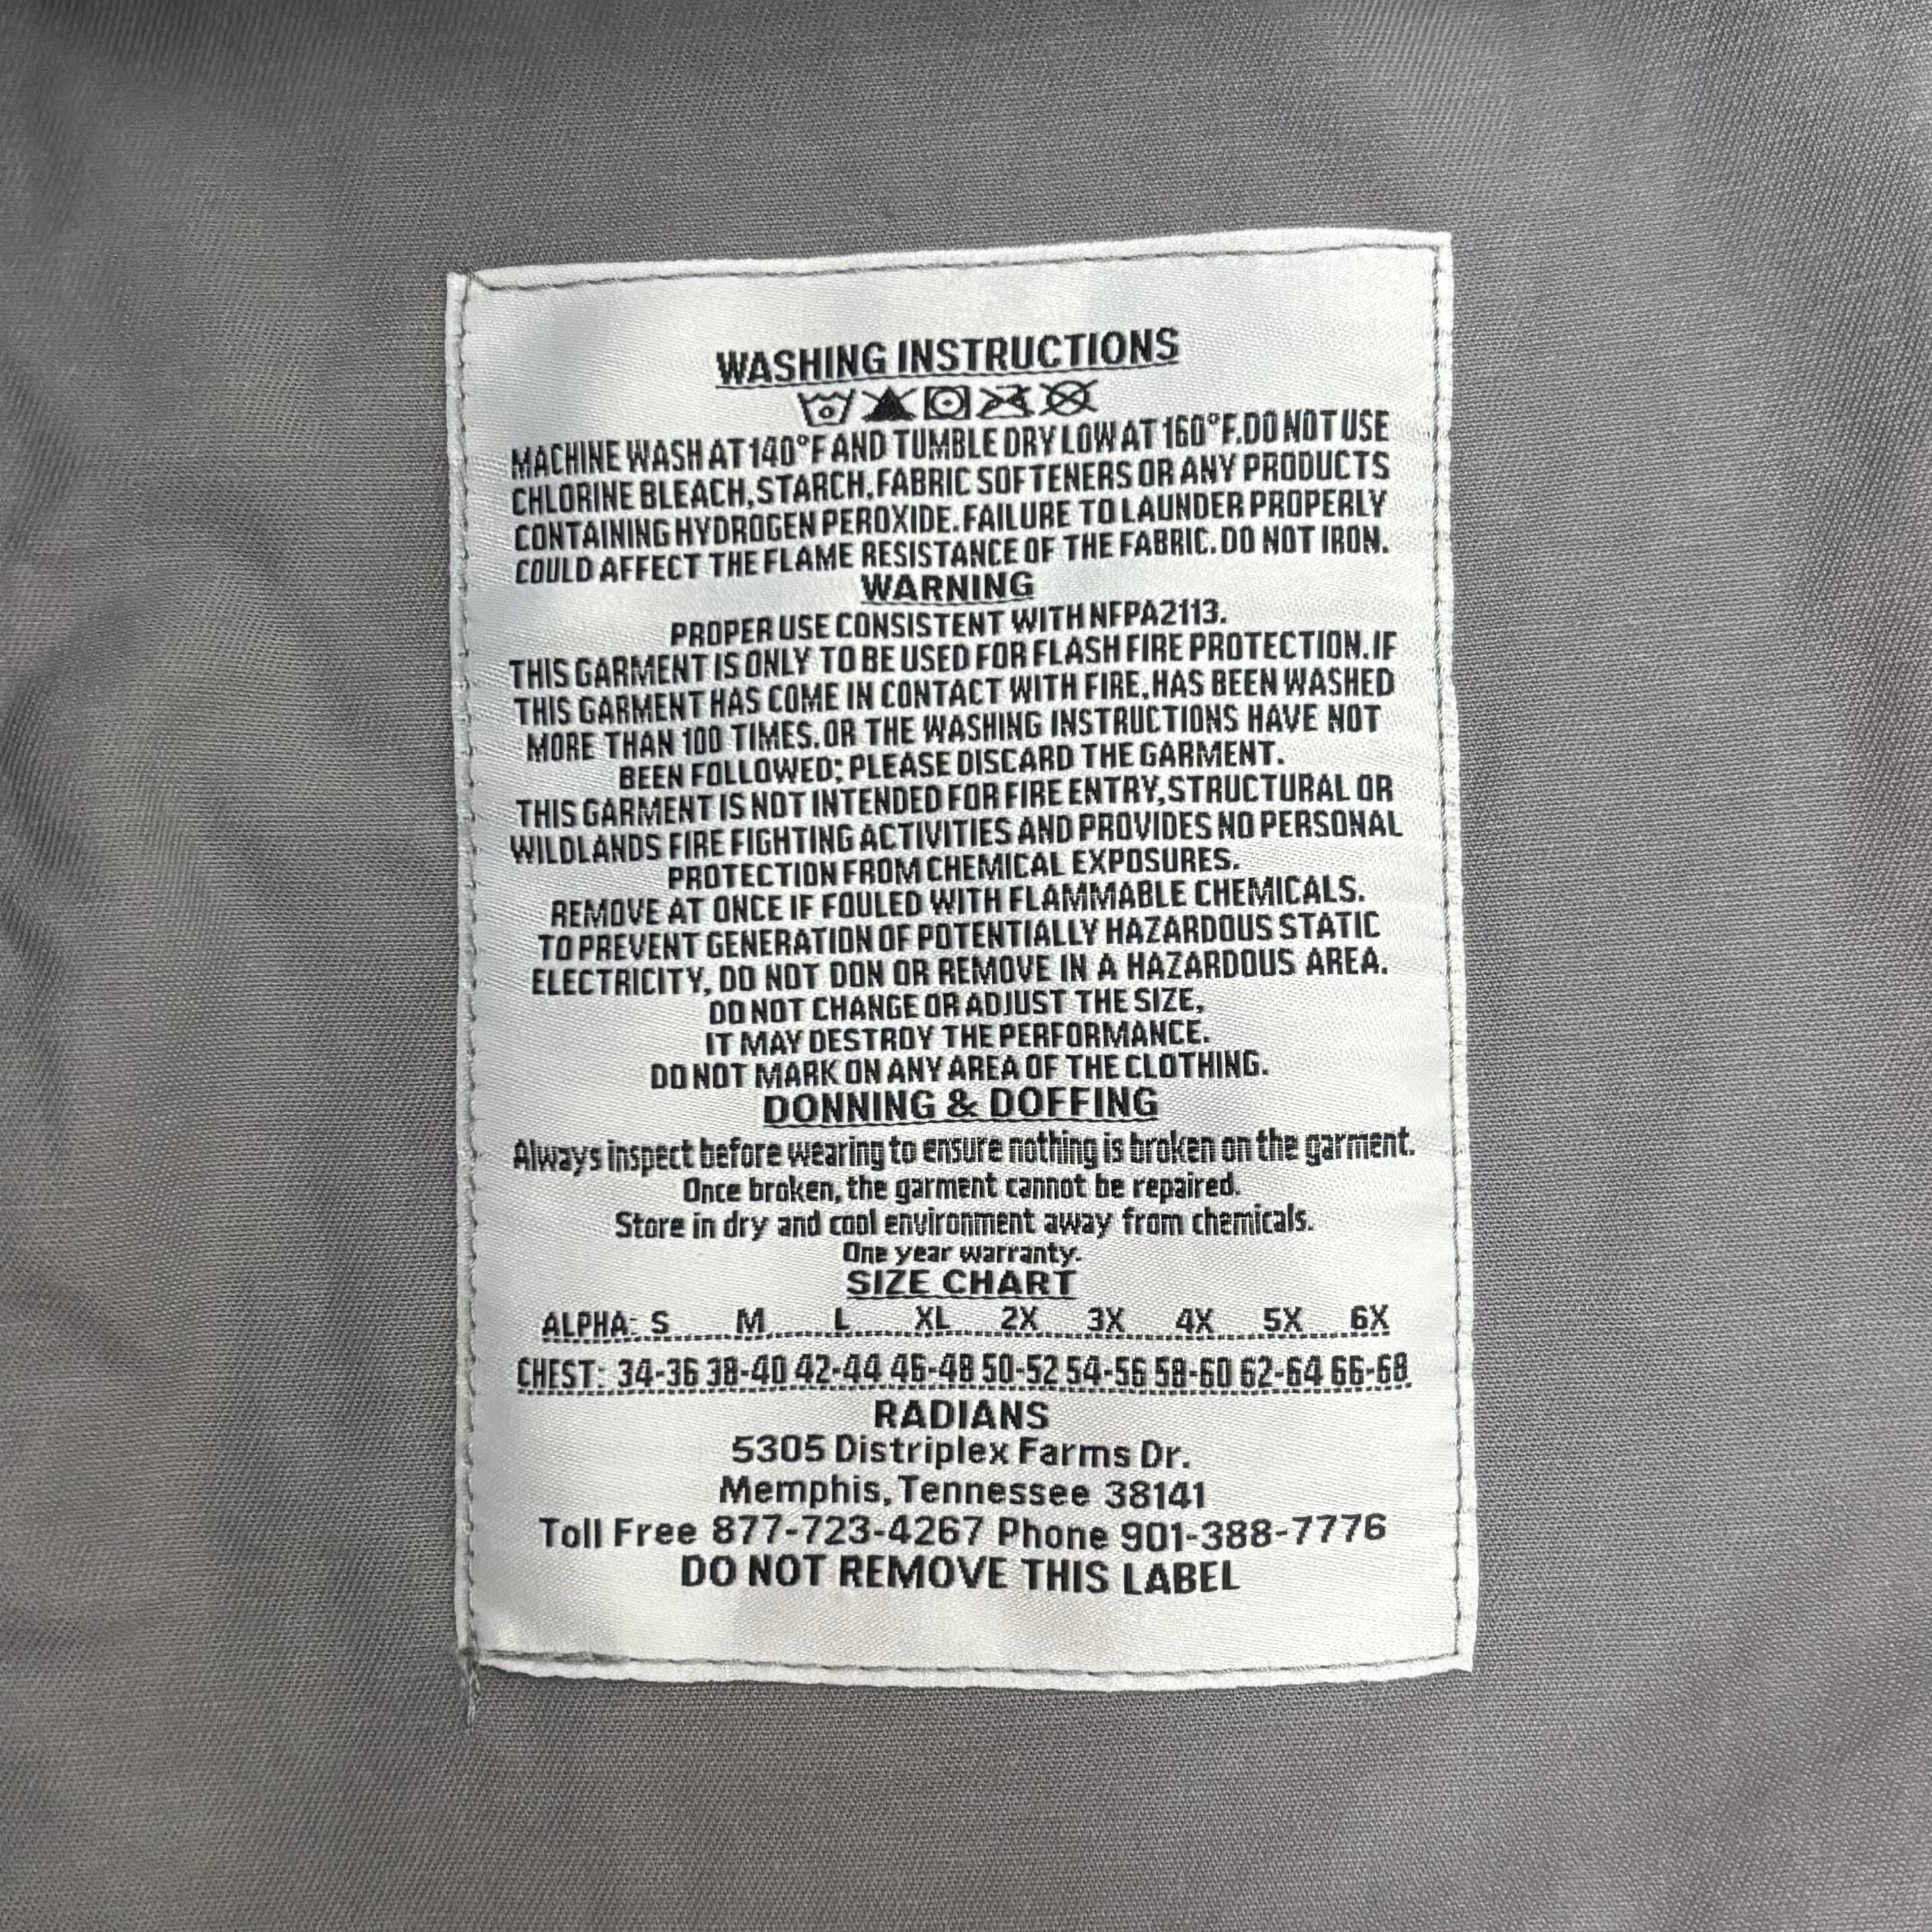 WASHING INSTRUCTIONS
MACHINE WASH AT 140°F AND TUMBLE DRY LOW AT 160°F. DO NOT USE
CHLORINE BLEACH, STARCH, FABRIC SOFTENERS OR ANY PRODUCTS
CONTAINING HYDROGEN PEROXIDE. FAILURE TO LAUNDER PROPERLY
COULD AFFECT THE FLAME RESISTANCE OF THE FABRIC. DO NOT IRON.
WARNING
PROPER USE CONSISTENT WITH NFPA2113.
THIS GARMENT IS ONLY TO BE USED FOR FLASH FIRE PROTECTION. IF
THIS GARMENT HAS COME IN CONTACT WITH FIRE, HAS BEEN WASHED
MORE THAN 100 TIMES, OR THE WASHING INSTRUCTIONS HAVE NOT
BEEN FOLLOWED; PLEASE DISCARD THE GARMENT.
THIS GARMENT IS NOT INTENDED FOR FIRE ENTRY, STRUCTURAL OR
WILDLANDS FIRE FIGHTING ACTIVITIES AND PROVIDES NO PERSONAL
PROTECTION FROM CHEMICAL EXPOSURES.
REMOVE AT ONCE IF FOULED WITH FLAMMABLE CHEMICALS.
TO PREVENT GENERATION OF POTENTIALLY HAZARDOUS STATIC
ELECTRICITY, DO NOT DON OR REMOVE IN A HAZARDOUS AREA.
DO NOT CHANGE OR ADJUST THE SIZE,
IT MAY DESTROY THE PERFORMANCE.
DO NOT MARK ON ANY AREA OF THE CLOTHING.
DONNING & DOFFING
Always inspect before wearing to ensure nothing is broken on the garment.
Once broken, the garment cannot be repaired.
Store in dry and cool environment away from chemicals.
One year warranty.
SIZE CHART
ALPHA: S M L XL 2X 3X 4X 5X 6X
CHEST: 34-36 38-40 42-44 46-48 50-52 54-56 58-60 62-64 66-68
RADIANS
5305 Distriplex Farms Dr.
Memphis, Tennessee 38141
Toll Free 877-723-4267 Phone 901-388-7776
DO NOT REMOVE THIS LABEL